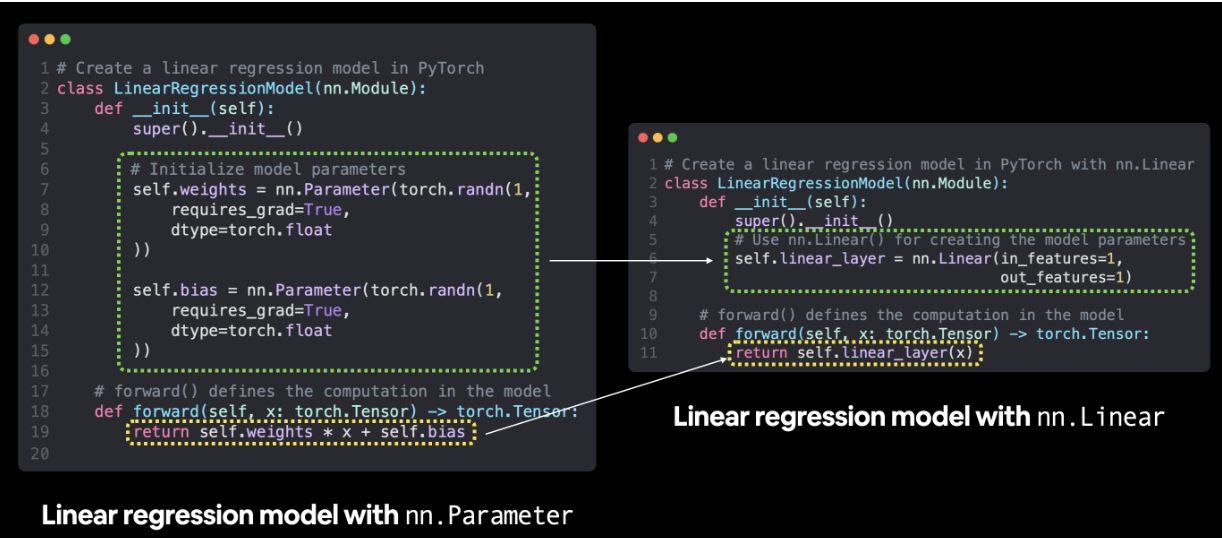 1 # Create a linear regression model in PyTorch
2 class LinearRegressionModel(nn.Module):
3     def __init__(self):
4         super().__init__()
5
6         # Initialize model parameters
7         self.weights = nn.Parameter(torch.randn(1,
8             requires_grad=True,
9             dtype=torch.float
10         ))
11
12         self.bias = nn.Parameter(torch.randn(1,
13             requires_grad=True,
14             dtype=torch.float
15         ))
16
17     # forward() defines the computation in the model
18     def forward(self, x: torch.Tensor) -> torch.Tensor:
19         return self.weights * x + self.bias
20
Linear regression model with nn.Parameter
1 # Create a linear regression model in PyTorch with nn.Linear
2 class LinearRegressionModel(nn.Module):
3     def __init__(self):
4         super().__init__()
5         # Use nn.Linear() for creating the model parameters
6         self.linear_layer = nn.Linear(in_features=1,
7                                       out_features=1)
8
9     # forward() defines the computation in the model
10     def forward(self, x: torch.Tensor) -> torch.Tensor:
11         return self.linear_layer(x)
Linear regression model with nn.Linear